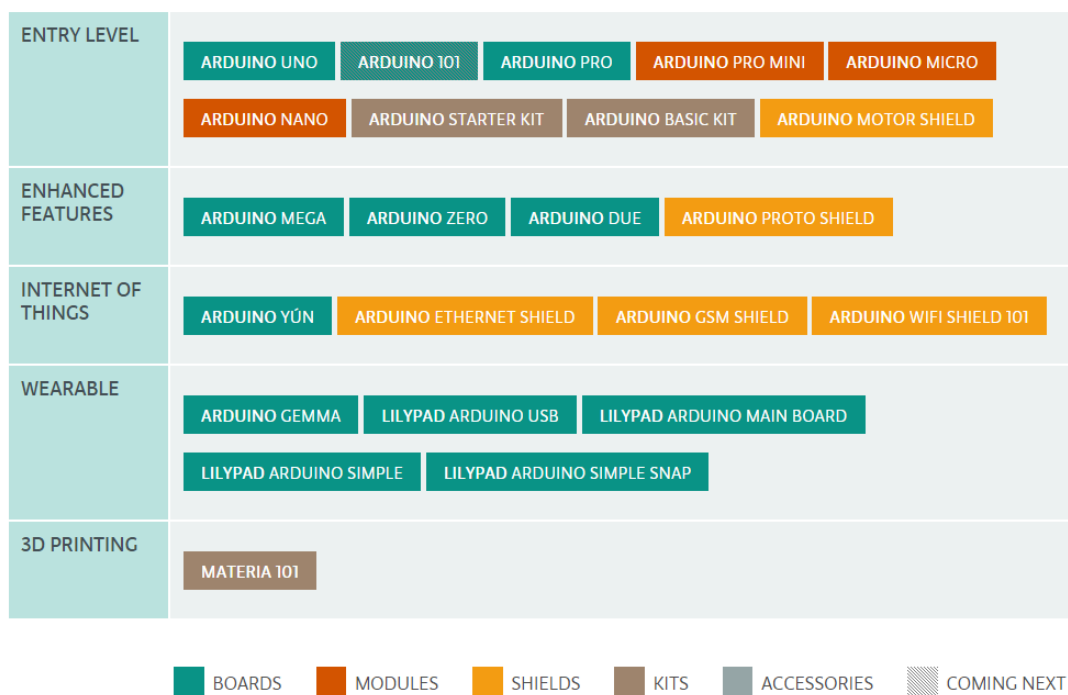 ENTRY LEVEL
ARDUINO UNO ARDUINO 101 ARDUINO PRO ARDUINO PRO MINI ARDUINO MICRO
ARDUINO NANO ARDUINO STARTER KIT ARDUINO BASIC KIT ARDUINO MOTOR SHIELD
ENHANCED
FEATURES
ARDUINO MEGA ARDUINO ZERO ARDUINO DUE ARDUINO PROTO SHIELD
INTERNET OF
THINGS
ARDUINO YÚN ARDUINO ETHERNET SHIELD ARDUINO GSM SHIELD ARDUINO WIFI SHIELD 101
WEARABLE
ARDUINO GEMMA LILYPAD ARDUINO USB LILYPAD ARDUINO MAIN BOARD
LILYPAD ARDUINO SIMPLE LILYPAD ARDUINO SIMPLE SNAP
3D PRINTING
MATERIA 101
BOARDS MODULES SHIELDS KITS ACCESSORIES COMING NEXT